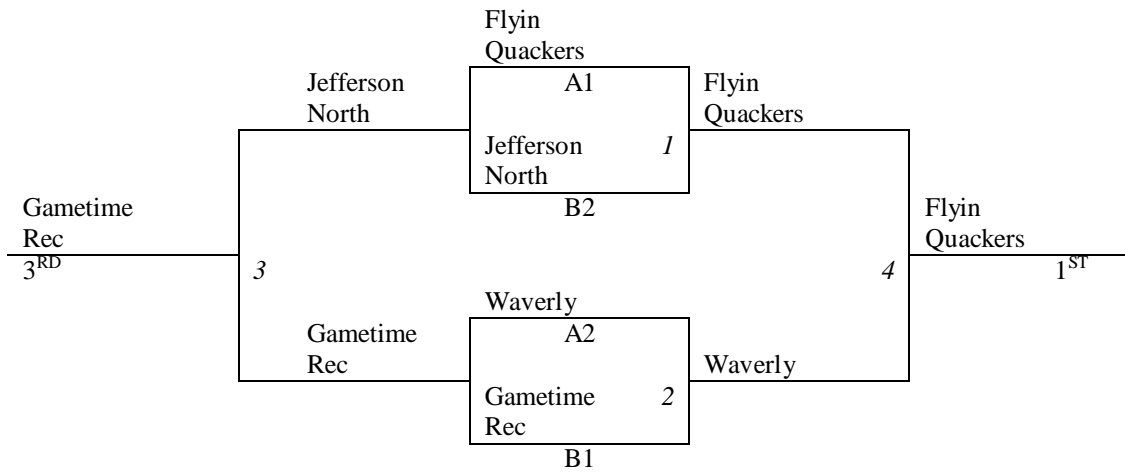 Flyin
Quackers
Jefferson
North
A1
Flyin
Quackers
Jefferson
North
1
B2
Gametime
Rec
3RD
Flyin
Quackers
1ST
3
4
Waverly
Gametime
Rec
A2
Waverly
Gametime
Rec
2
B1